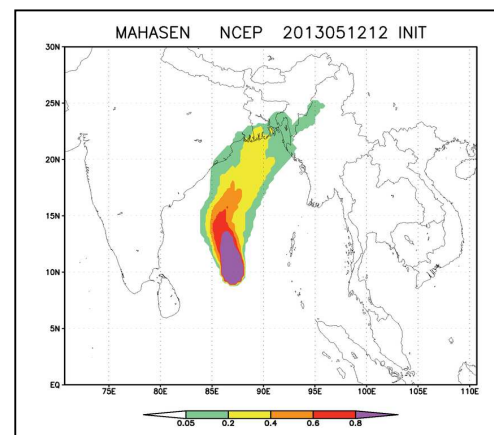 MAHASEN NCEP 2013051212 INIT
30N
25N
20N
15N
10N
5N
EQ
75E 80E 85E 90E 95E 100E 105E 110E
0.05 0.2 0.4 0.6 0.8